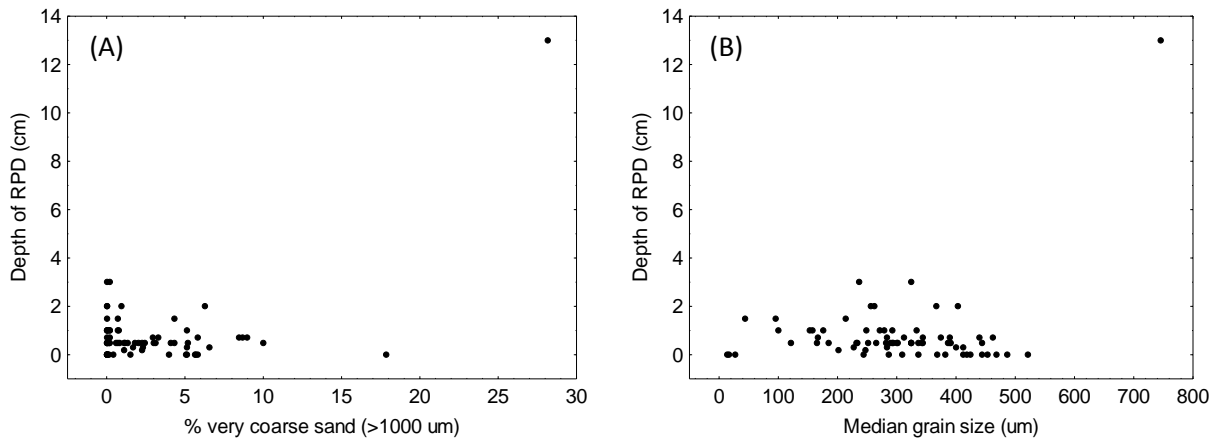 (A)
Depth of RPD (cm)
14
12
10
8
6
4
2
0
0 5 10 15 20 25 30
% very coarse sand (>1000 um)
(B)
Depth of RPD (cm)
14
12
10
8
6
4
2
0
0 100 200 300 400 500 600 700 800
Median grain size (um)